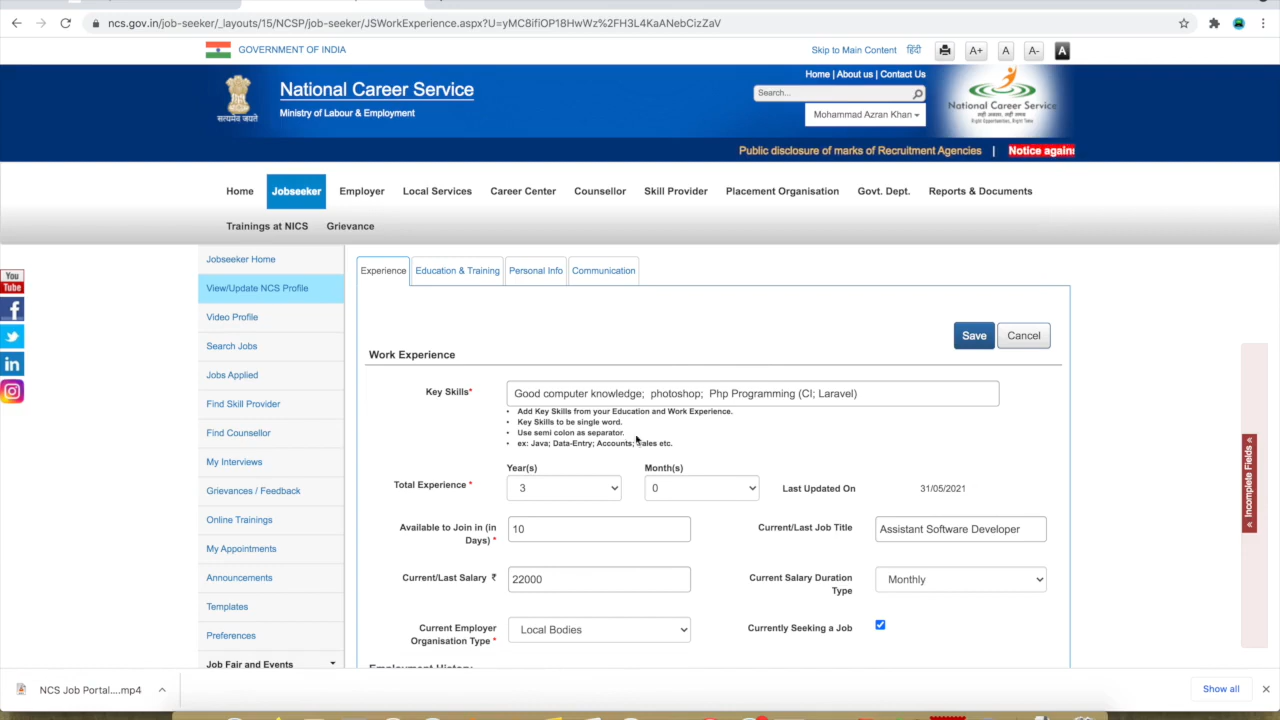 ncs.gov.in/job-seeker/_layouts/15/NCSP/job-seeker/JSWorkExperience.aspx?U=yMC8ifiOP18HwWz%2FH3L4KaANebCizZaV
GOVERNMENT OF INDIA
Skip to Main Content हिंदी A+ A A- A
Home | About us | Contact Us
National Career Service
Search...
Ministry of Labour & Employment
Mohammad Azran Khan
सत्यमेव जयते
National Career Service
Public disclosure of marks of Recruitment Agencies | Notice agains
Home Jobseeker Employer Local Services Career Center Counsellor Skill Provider Placement Organisation Govt. Dept. Reports & Documents
Trainings at NICS Grievance
You
Tube
Jobseeker Home
View/Update NCS Profile
Video Profile
Search Jobs
Jobs Applied
Find Skill Provider
Find Counsellor
My Interviews
Grievances / Feedback
Online Trainings
My Appointments
Announcements
Templates
Preferences
Job Fair and Events
Experience Education & Training Personal Info Communication
Save Cancel
Work Experience
Key Skills* Good computer knowledge; photoshop; Php Programming (CI; Laravel)
• Add Key Skills from your Education and Work Experience.
• Key Skills to be single word.
• Use semi colon as separator.
• ex: Java; Data-Entry; Accounts; Sales etc.
Year(s) Month(s)
Total Experience * 3 0 Last Updated On 31/05/2021
Available to Join in (in Days) * 10 Current/Last Job Title Assistant Software Developer
Current/Last Salary ₹ 22000 Current Salary Duration Type Monthly
Current Employer Organisation Type * Local Bodies Currently Seeking a Job
Employment History
« Incomplete Fields «
NCS Job Portal....mp4
Show all